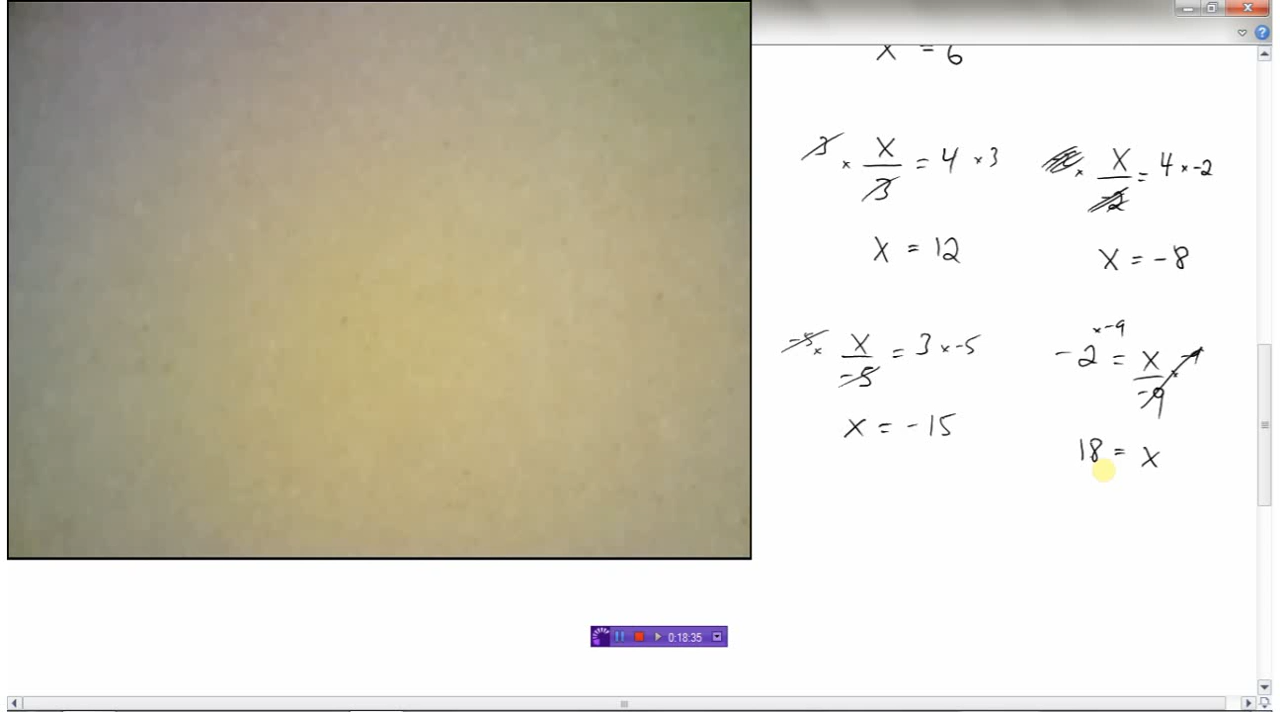 x = 6
3 × x/3 = 4 × 3
x = 12
× x/-2 = 4 × -2
x = -8
-5 × x/-5 = 3 × -5
x = -15
× -9
-2 = x/-9 × -9
18 = x
0:18:35